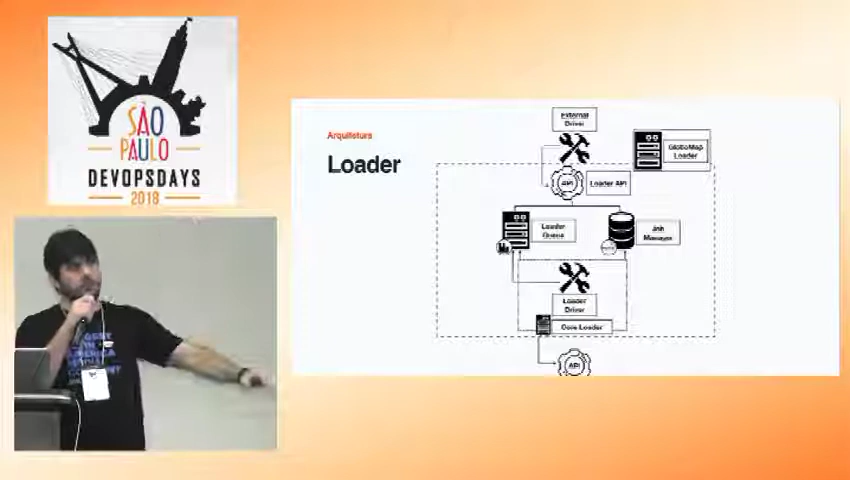 SÃO
PAULO
DEVOPSDAYS
2018
Arquitetura
Loader
External
Driver
GloboMap
Loader
API
Loader API
Loader
Queue
Job
Manager
Loader
Driver
Core Loader
API